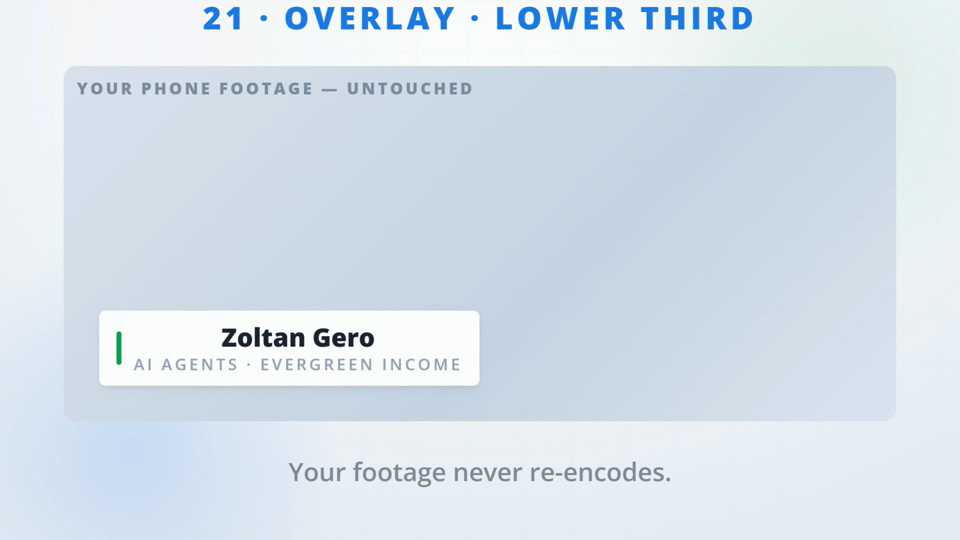 21 · OVERLAY · LOWER THIRD
YOUR PHONE FOOTAGE — UNTOUCHED
Zoltan Gero
AI AGENTS · EVERGREEN INCOME
Your footage never re-encodes.